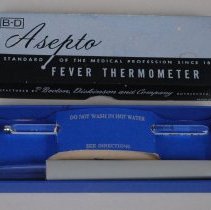 B-D
Asepto
STANDARD OF THE MEDICAL PROFESSION SINCE 18
FEVER THERMOMETER
Becton, Dickinson and Company
DO NOT WASH IN HOT WATER
SEE DIRECTIONS